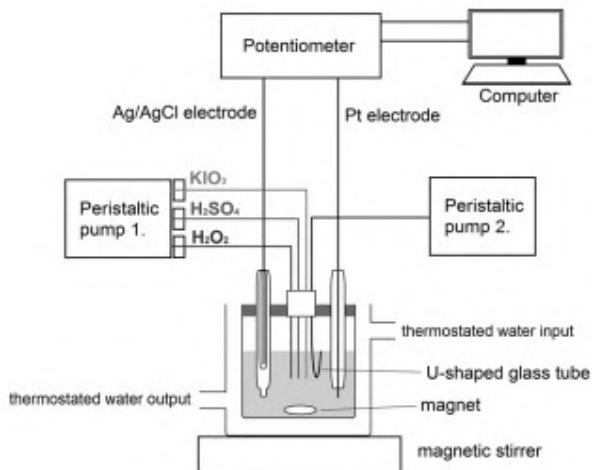 Potentiometer
Computer
Ag/AgCl electrode
Pt electrode
KIO₃
H₂SO₄
H₂O₂
Peristaltic
pump 1.
Peristaltic
pump 2.
thermostated water input
U-shaped glass tube
thermostated water output
magnet
magnetic stirrer